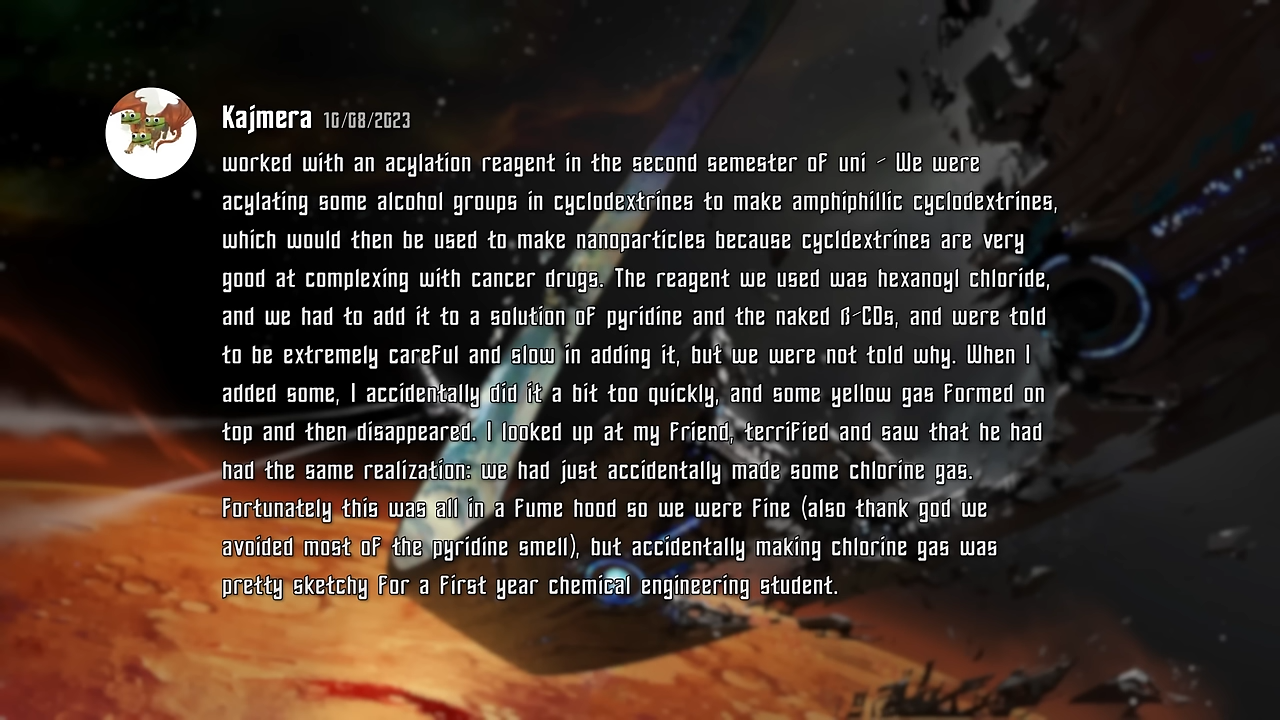 Kajmera 10/08/2023
worked with an acylation reagent in the second semester of uni - We were
acylating some alcohol groups in cyclodextrines to make amphiphillic cyclodextrines,
which would then be used to make nanoparticles because cycldextrines are very
good at complexing with cancer drugs. The reagent we used was hexanoyl chloride,
and we had to add it to a solution of pyridine and the naked ß-CDs, and were told
to be extremely careful and slow in adding it, but we were not told why. When I
added some, I accidentally did it a bit too quickly, and some yellow gas formed on
top and then disappeared. I looked up at my friend, terrified and saw that he had
had the same realization: we had just accidentally made some chlorine gas.
Fortunately this was all in a fume hood so we were fine (also thank god we
avoided most of the pyridine smell), but accidentally making chlorine gas was
pretty sketchy for a first year chemical engineering student.